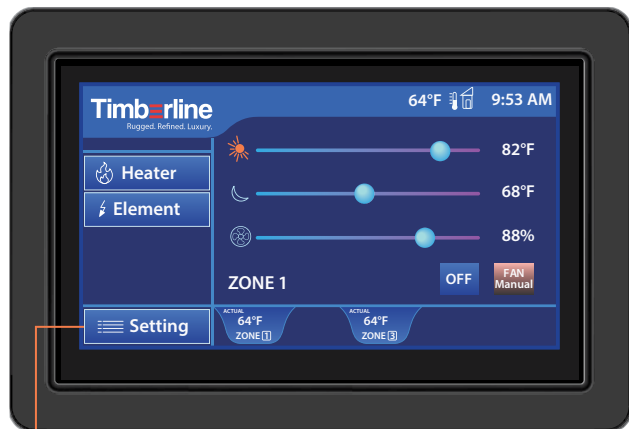 Timberline
Rugged. Refined. Luxury.
64°F 9:53 AM
82°F
Heater
68°F
Element
88%
ZONE 1
OFF
FAN
Manual
Setting
ACTUAL
64°F
ZONE 1
ACTUAL
64°F
ZONE 3